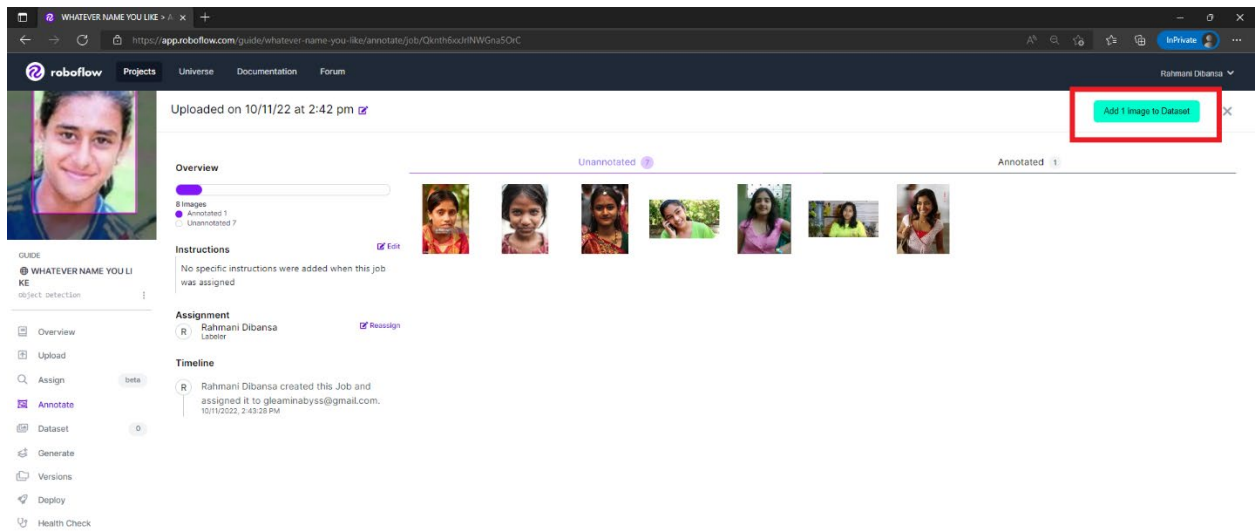 WHATEVER NAME YOU LIKE > A
https://app.roboflow.com/guide/whatever-name-you-like/annotate/job/
InPrivate
roboflow Projects Universe Documentation Forum
Rahmani Dibansa
Uploaded on 10/11/22 at 2:42 pm
Add 1 image to Dataset
Overview
Unannotated 7
Annotated 1
8 Images
Annotated 1
Unannotated 7
Instructions Edit
No specific instructions were added when this job
was assigned
Assignment
R Rahmani Dibansa Reassign
Labeler
Timeline
R Rahmani Dibansa created this Job and
assigned it to gleaminabyss@gmail.com.
10/11/2022, 2:43:28 PM
GUIDE
WHATEVER NAME YOU LI
KE
Object Detection
Overview
Upload
Assign beta
Annotate
Dataset 0
Generate
Versions
Deploy
Health Check